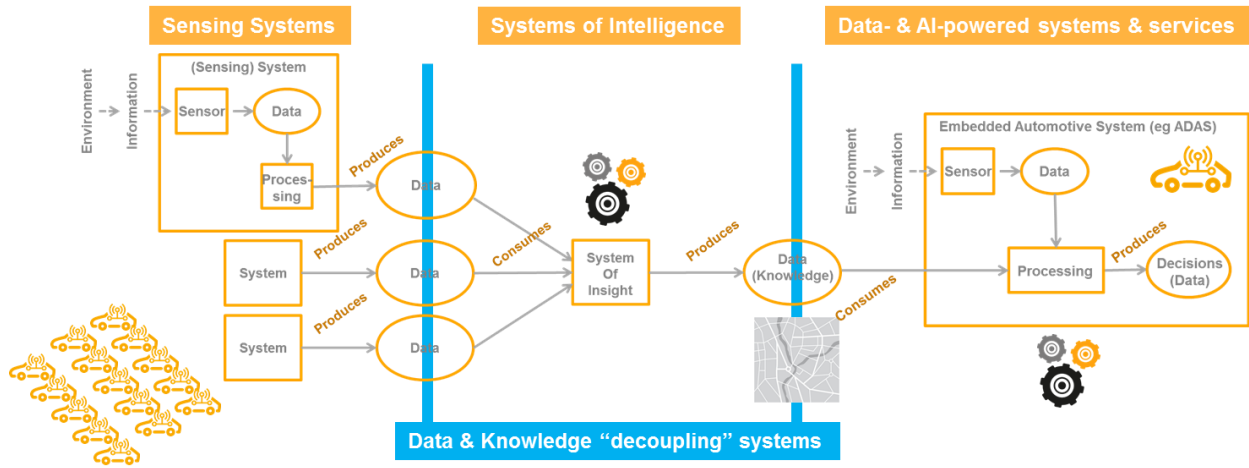 Sensing Systems
Systems of Intelligence
Data- & AI-powered systems & services
(Sensing) System
Environment
Information
Sensor
Data
Proces-
sing
Produces
Data
System
Produces
Data
System
Produces
Data
Consumes
System
Of
Insight
Produces
Data
(Knowledge)
Consumes
Embedded Automotive System (eg ADAS)
Environment
Information
Sensor
Data
Processing
Produces
Decisions
(Data)
Data & Knowledge “decoupling” systems